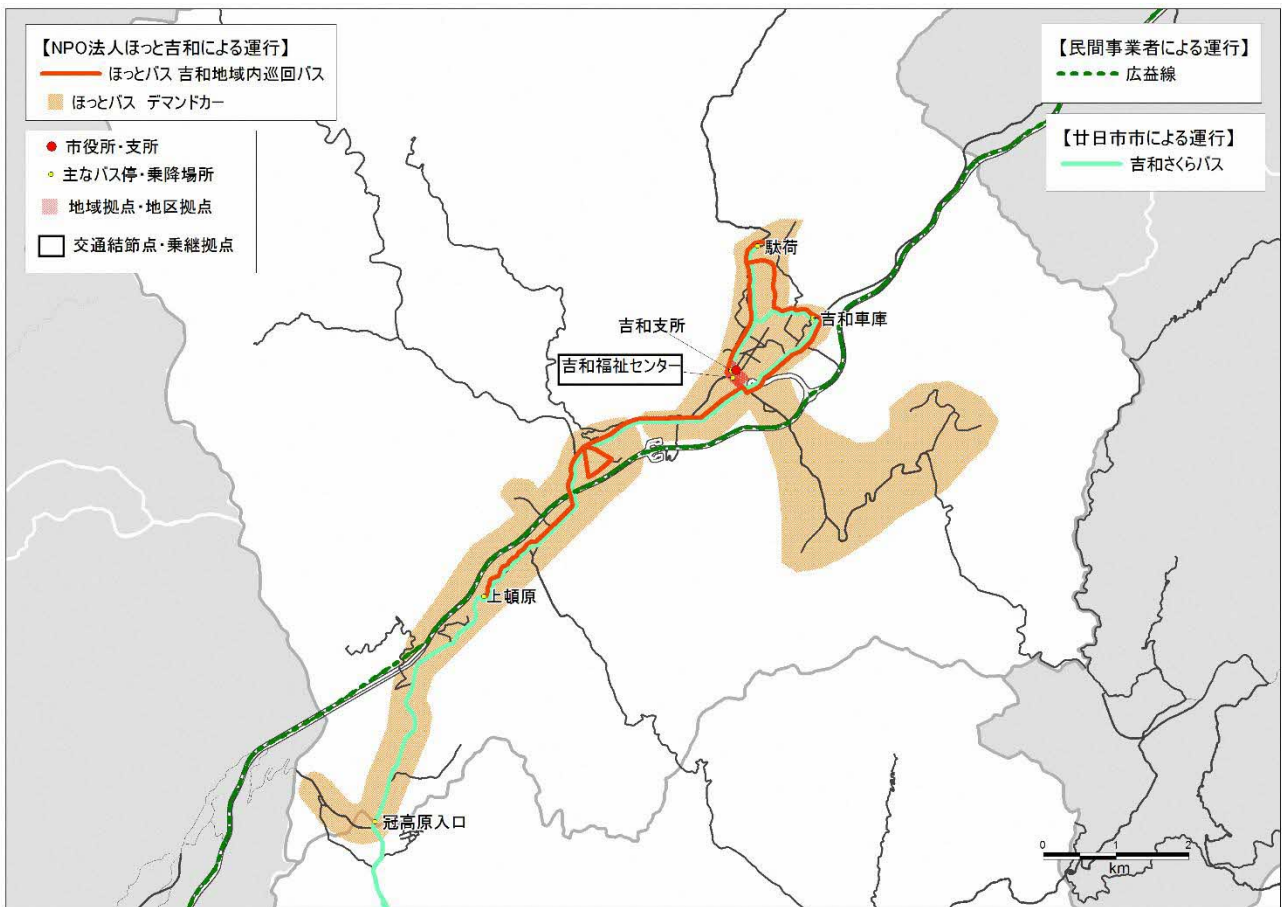 【NPO法人ほっと吉和による運行】
ほっとバス 吉和地域内巡回バス
ほっとバス デマンドカー
市役所・支所
主なバス停・乗降場所
地域拠点・地区拠点
交通結節点・乗継拠点
【民間事業者による運行】
広益線
【廿日市市による運行】
吉和さくらバス
駄荷
吉和車庫
吉和支所
吉和福祉センター
上頓原
冠高原入口
0 1 2
km